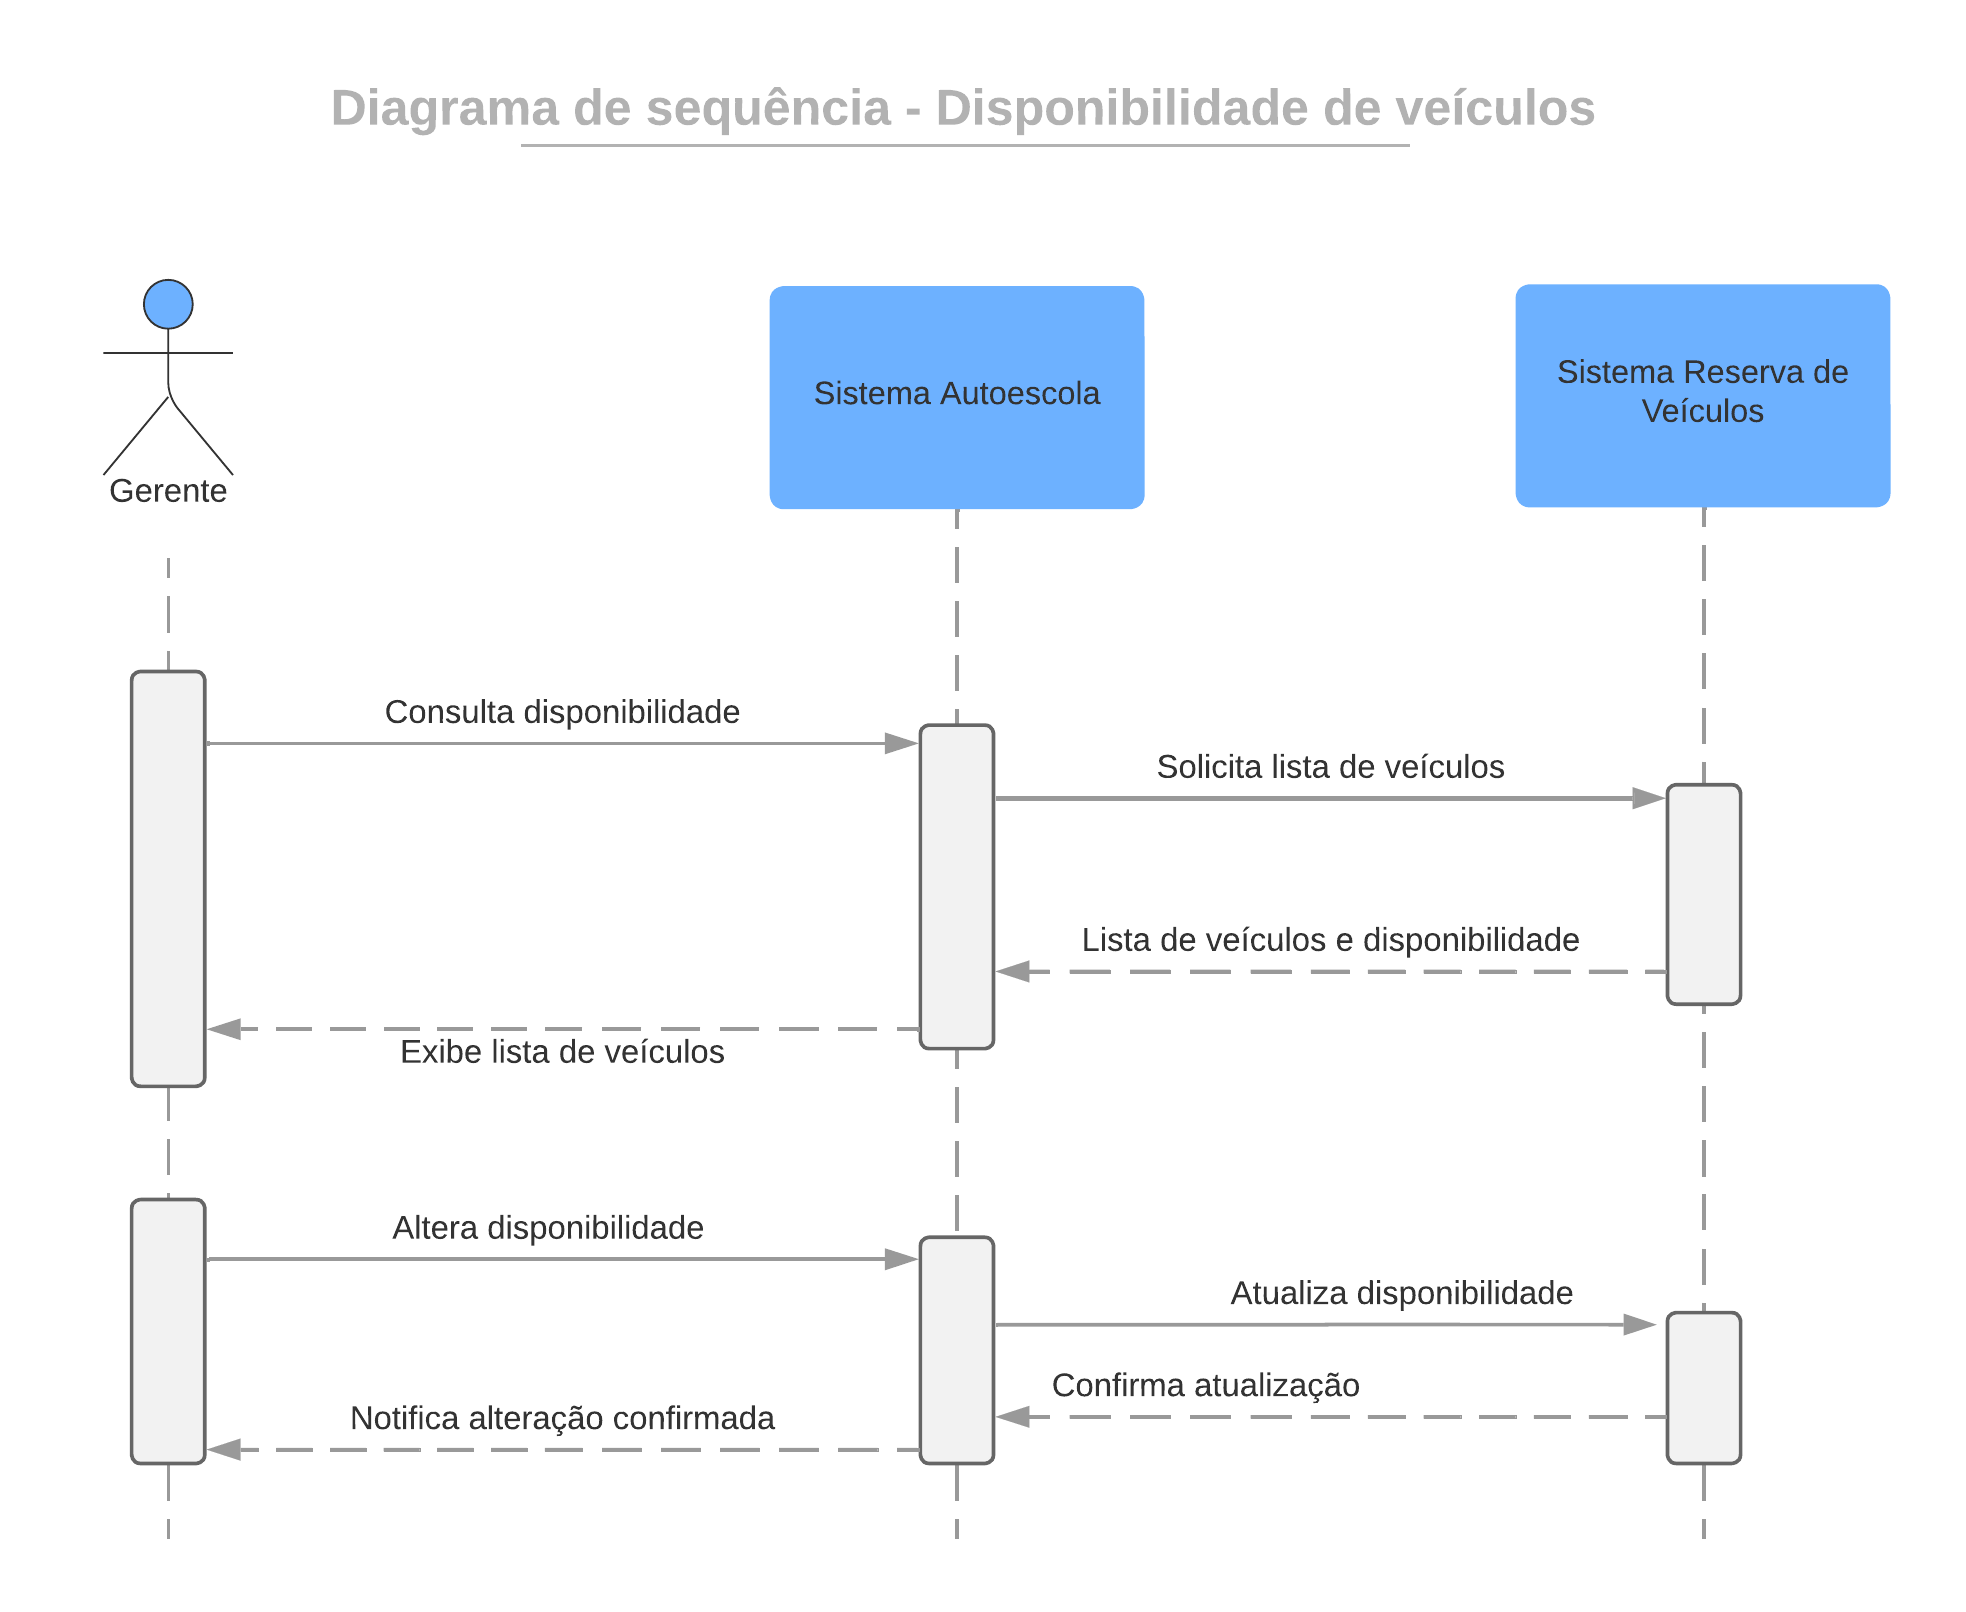 Diagrama de sequência - Disponibilidade de veículos
Gerente
Sistema Autoescola
Sistema Reserva de
Veículos
Consulta disponibilidade
Solicita lista de veículos
Lista de veículos e disponibilidade
Exibe lista de veículos
Altera disponibilidade
Atualiza disponibilidade
Confirma atualização
Notifica alteração confirmada